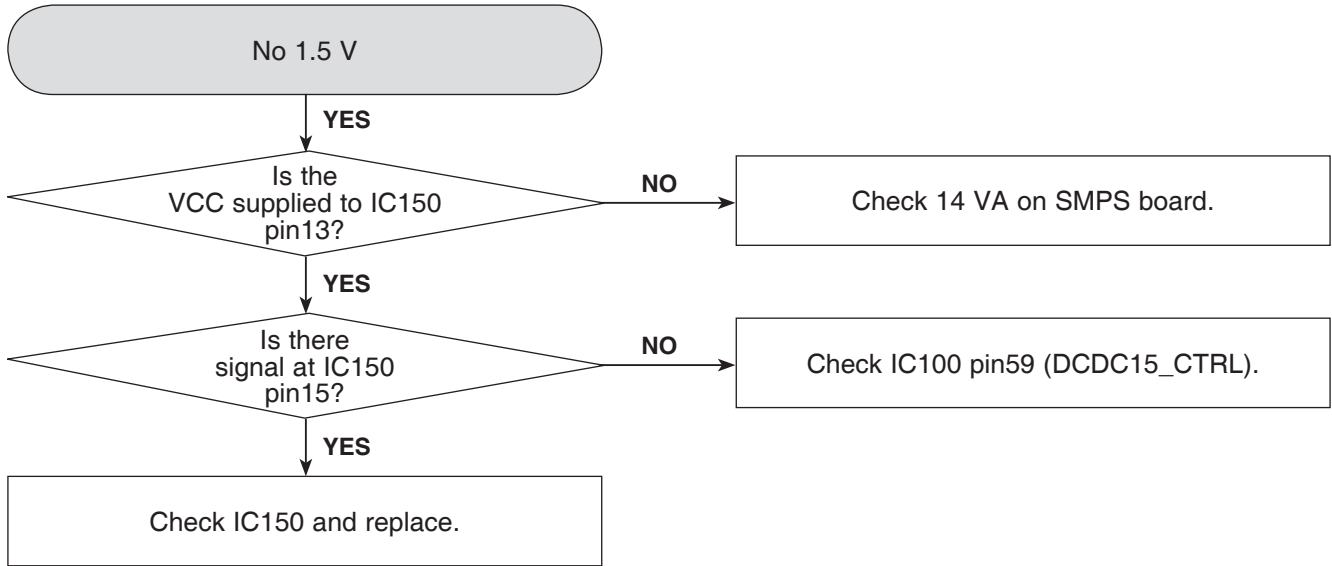 No 1.5 V
YES
Is the
VCC supplied to IC150
pin13?
NO
Check 14 VA on SMPS board.
YES
Is there
signal at IC150
pin15?
NO
Check IC100 pin59 (DCDC15_CTRL).
YES
Check IC150 and replace.